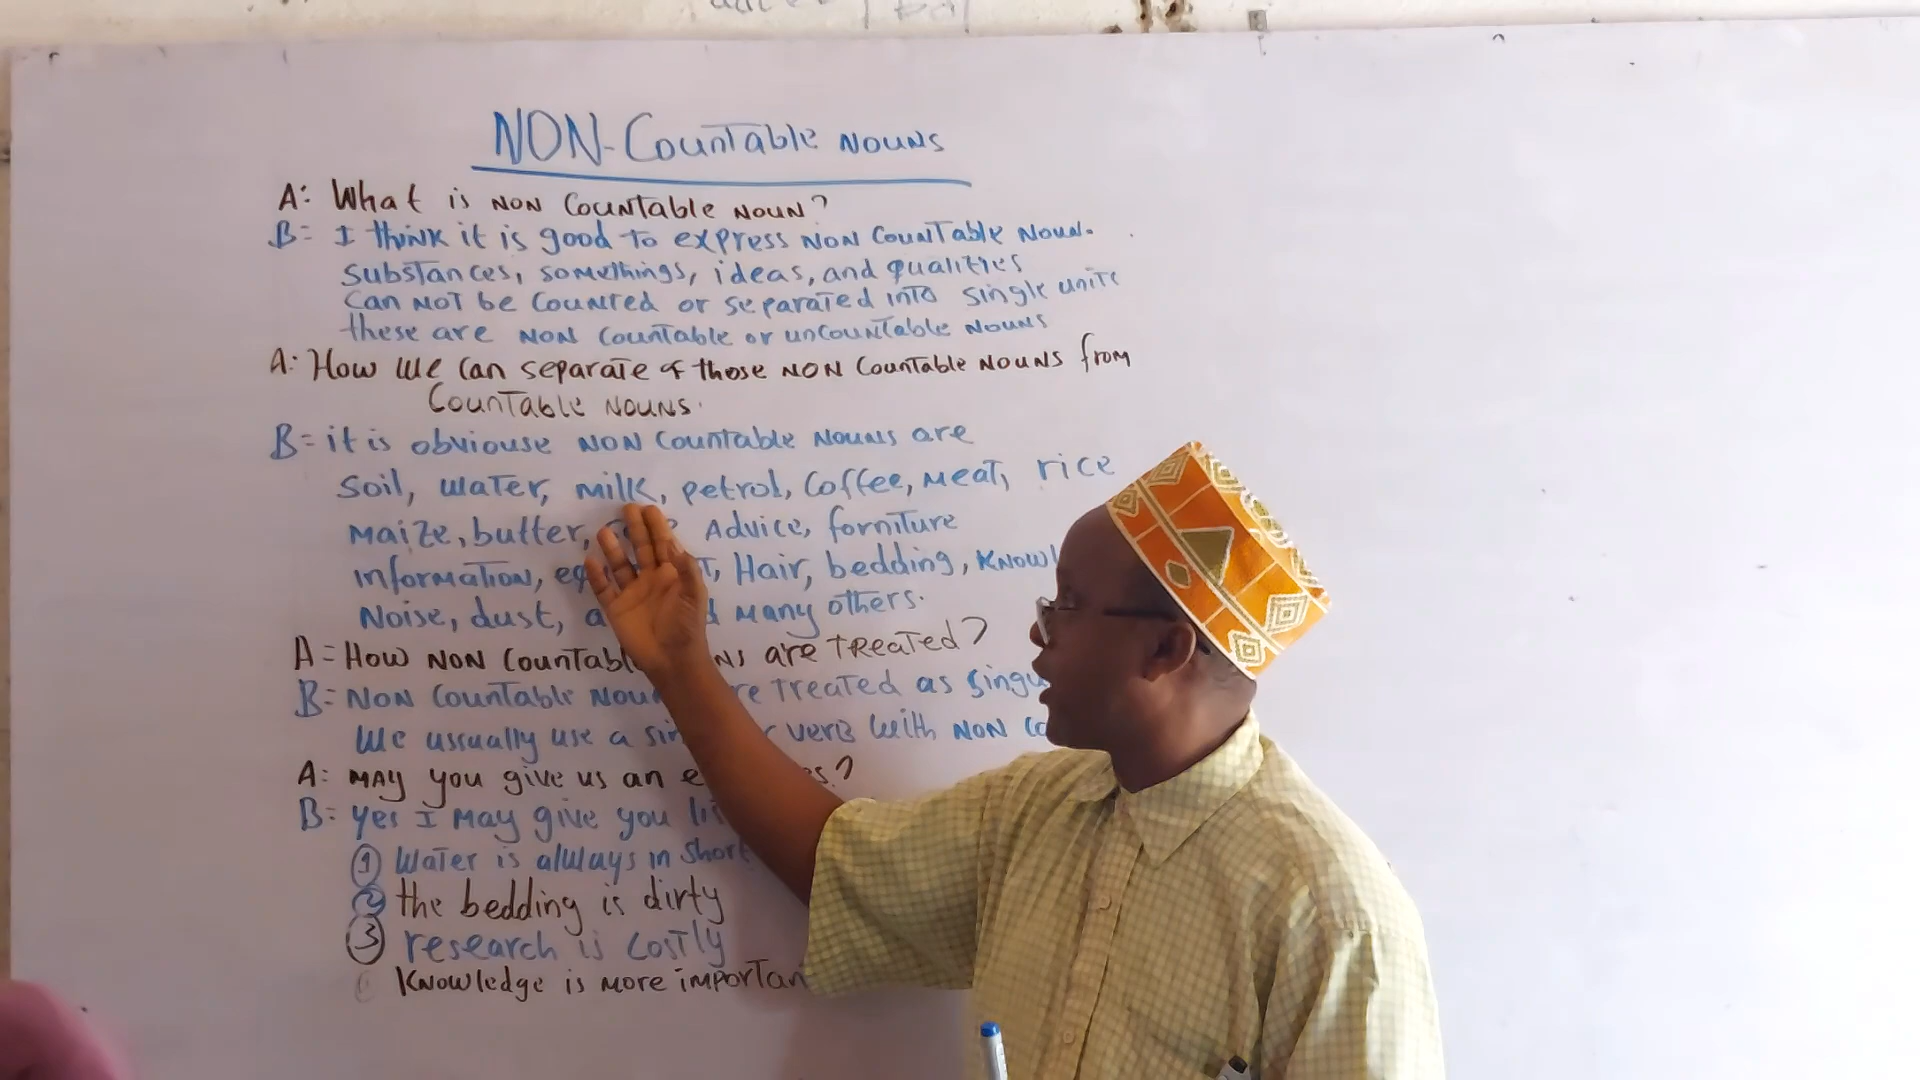 NON-Countable NOUNS
A: What is NON Countable NOUN?
B= I think it is good to express NON Countable Noun.
Substances, somethings, ideas, and qualities
Can NOT be Counted or separated into single units
these are NON Countable or uncountable Nouns
A: How We Can separate of those NON Countable NOUNS from
Countable NOUNS.
B= it is obviouse NON Countable Nouns are
Soil, Water, milk, petrol, Coffee, Meat, rice
Maize, butter, Advice, forniture
information, Hair, bedding,
Noise, dust, Many others.
A= How NON are treated?
B= NON Countable treated as
We usually use a verb with NON
A: MAY you give us an
B= yes I may give you
① Water is always in
② the bedding is dirty
③ research is costly
Knowledge is more